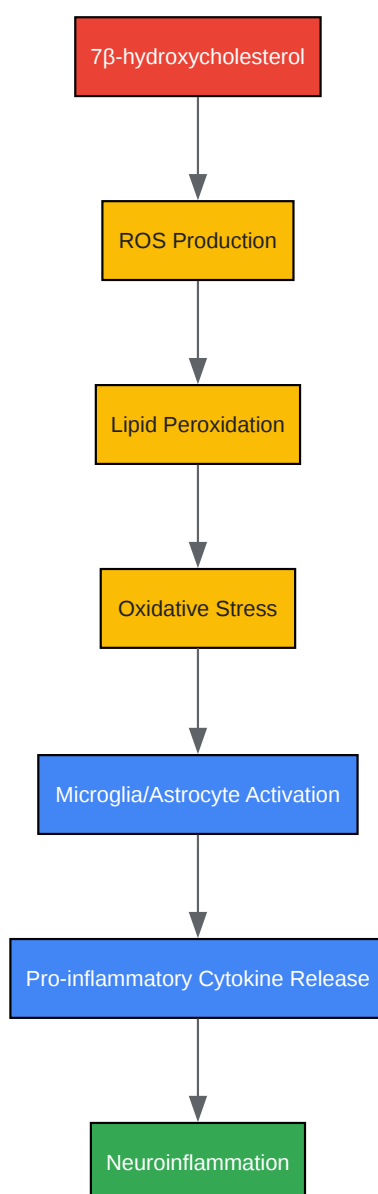 7β-hydroxycholesterol
ROS Production
Lipid Peroxidation
Oxidative Stress
Microglia/Astrocyte Activation
Pro-inflammatory Cytokine Release
Neuroinflammation